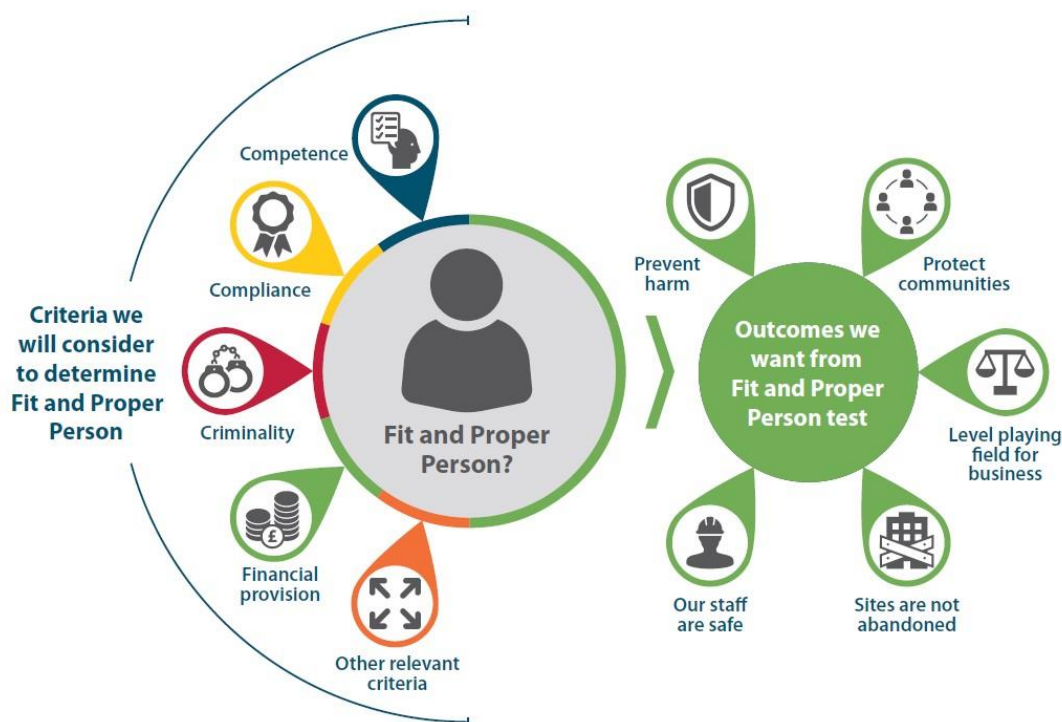 Criteria we
will consider
to determine
Fit and Proper
Person
Competence
Compliance
Criminality
Financial
provision
£
Other relevant
criteria
Fit and Proper
Person?
Outcomes we
want from
Fit and Proper
Person test
Prevent
harm
Protect
communities
Level playing
field for
business
Sites are not
abandoned
Our staff
are safe